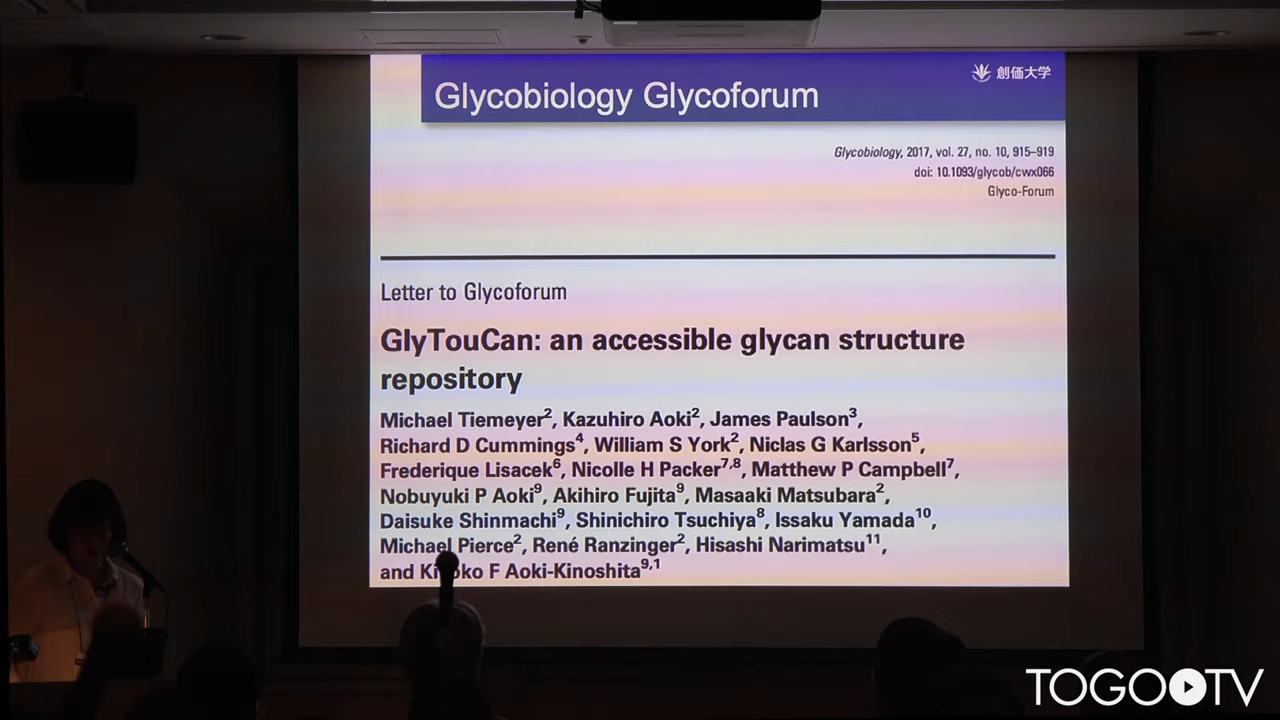 創価大学
Glycobiology Glycoforum
Glycobiology, 2017, vol. 27, no. 10, 915–919
doi: 10.1093/glycob/cwx066
Glyco-Forum
Letter to Glycoforum
GlyTouCan: an accessible glycan structure
repository
Michael Tiemeyer2, Kazuhiro Aoki2, James Paulson3,
Richard D Cummings4, William S York2, Niclas G Karlsson5,
Frederique Lisacek6, Nicolle H Packer7,8, Matthew P Campbell7,
Nobuyuki P Aoki9, Akihiro Fujita9, Masaaki Matsubara2,
Daisuke Shinmachi9, Shinichiro Tsuchiya8, Issaku Yamada10,
Michael Pierce2, René Ranzinger2, Hisashi Narimatsu11,
and F Aoki-Kinoshita9,1
TOGO TV